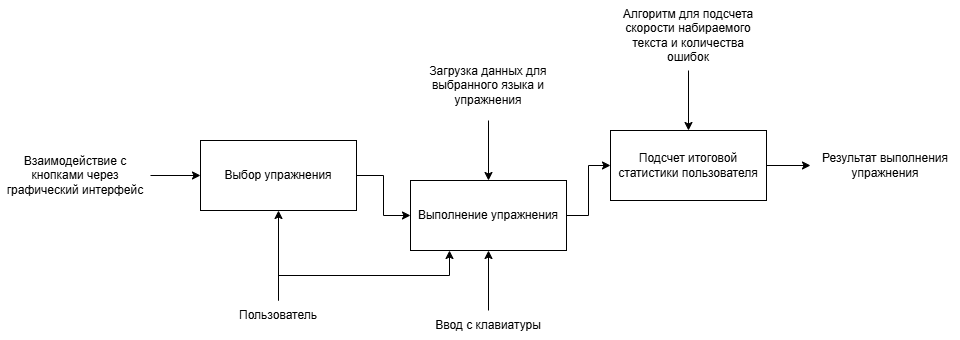 Алгоритм для подсчета
скорости набираемого
текста и количества
ошибок
Загрузка данных для
выбранного языка и
упражнения
Взаимодействие с
кнопками через
графический интерфейс
Выбор упражнения
Выполнение упражнения
Подсчет итоговой
статистики пользователя
Результат выполнения
упражнения
Пользователь
Ввод с клавиатуры